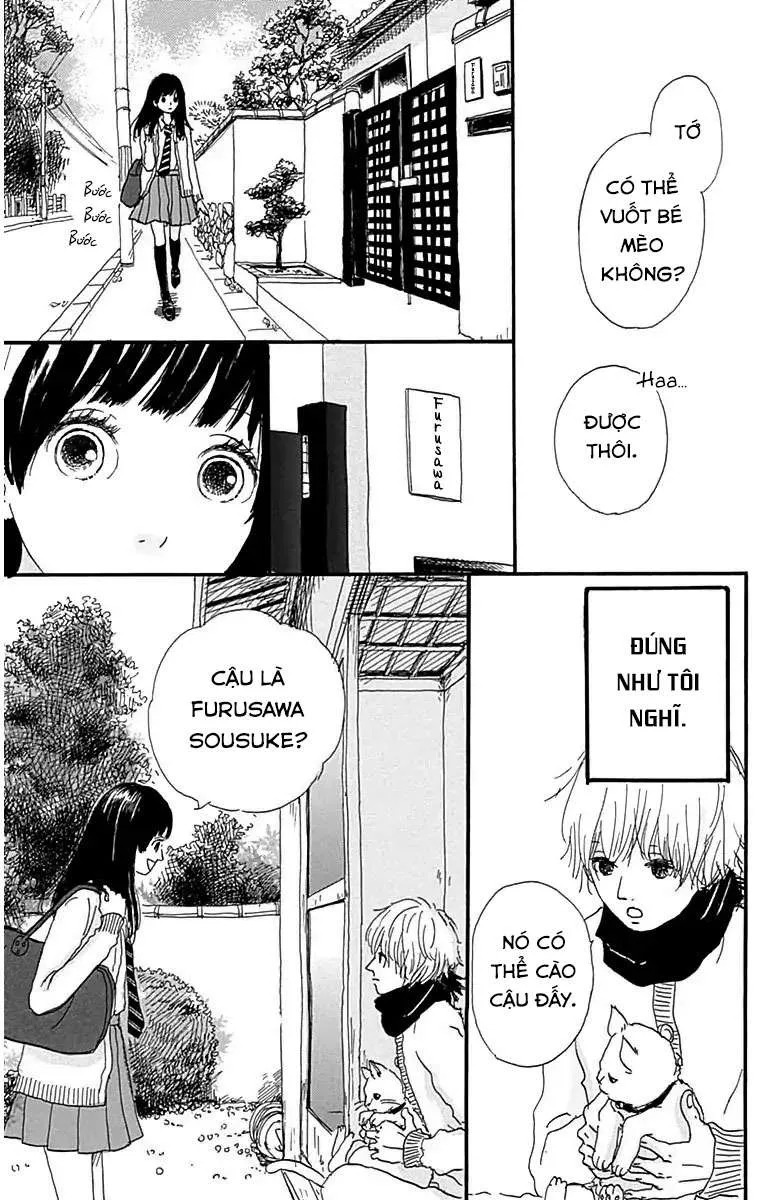 TỚ
CÓ THỂ
VUỐT BÉ
MÈO
KHÔNG?
Haa...
ĐƯỢC
THÔI.
Furusawa
Bước
Bước
Bước
Furusawa
ĐÚNG
NHƯ TÔI
NGHĨ.
NÓ CÓ
THỂ CÀO
CẬU ĐẤY.
CẬU LÀ
FURUSAWA
SOUSUKE?